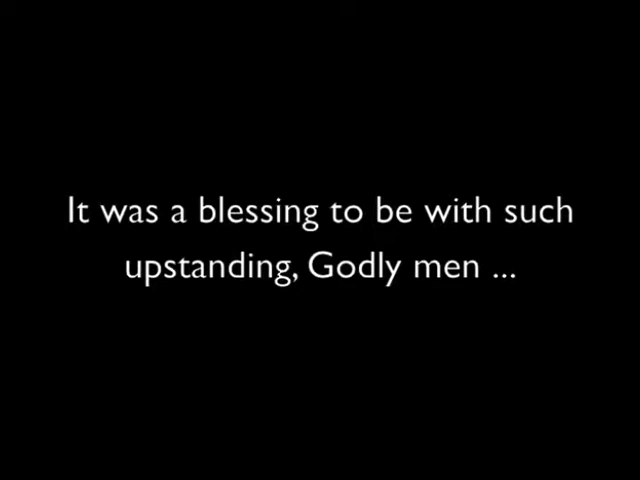 It was a blessing to be with such
upstanding, Godly men ...